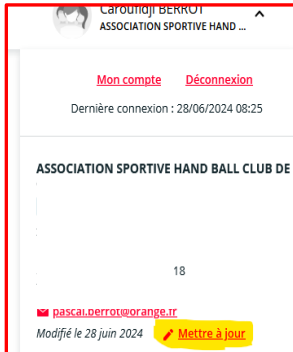 Caroufidji BERROT
ASSOCIATION SPORTIVE HAND ...
Mon compte Déconnexion
Dernière connexion : 28/06/2024 08:25
ASSOCIATION SPORTIVE HAND BALL CLUB DE
18
pascal.berrot@orange.fr
Modifié le 28 juin 2024 Mettre à jour